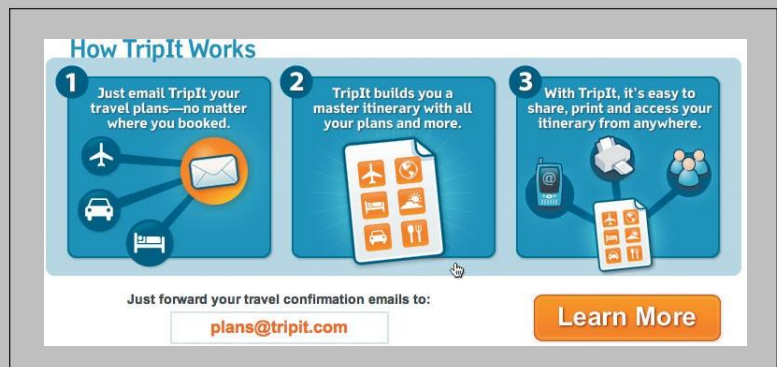 How TripIt Works
1
Just email TripIt your
travel plans—no matter
where you booked.
2
TripIt builds you a
master itinerary with all
your plans and more.
3
With TripIt, it's easy to
share, print and access your
itinerary from anywhere.
@
Just forward your travel confirmation emails to:
plans@tripit.com
Learn More